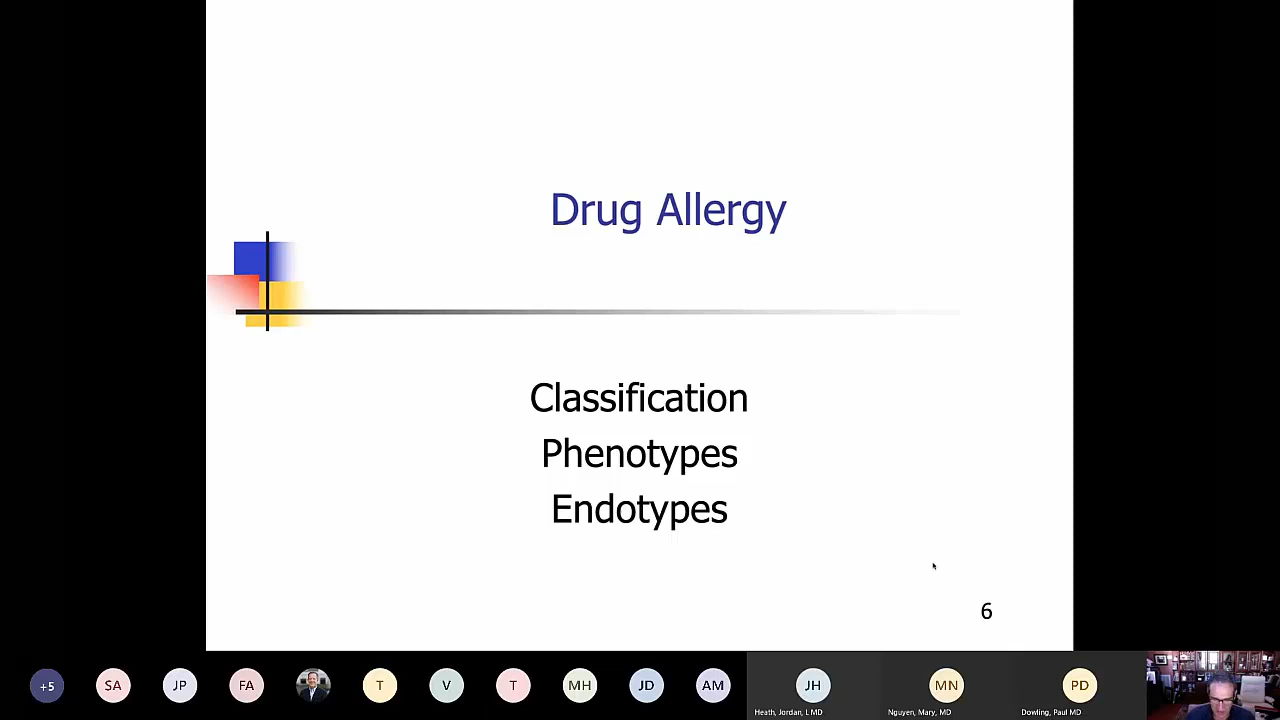 Drug Allergy
Classification
Phenotypes
Endotypes
6
+5
SA
JP
FA
T
V
T
MH
JD
AM
JH
MN
PD
Heath, Jordan, L MD
Nguyen, Mary, MD
Dowling, Paul MD